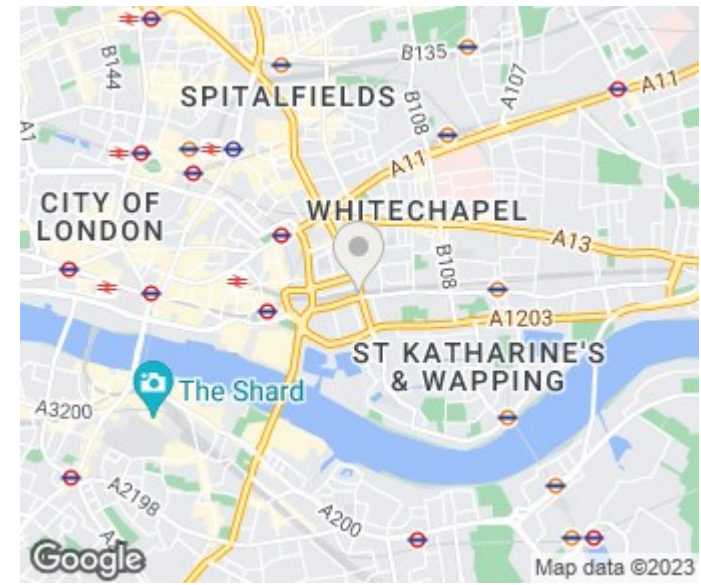 B144
B135
A107
A11
SPITALFIELDS
B108
A1
A11
CITY OF
LONDON
WHITECHAPEL
B108
A13
A1203
ST KATHARINE'S
& WAPPING
The Shard
A3200
A2198
A200
Google
Map data ©2023